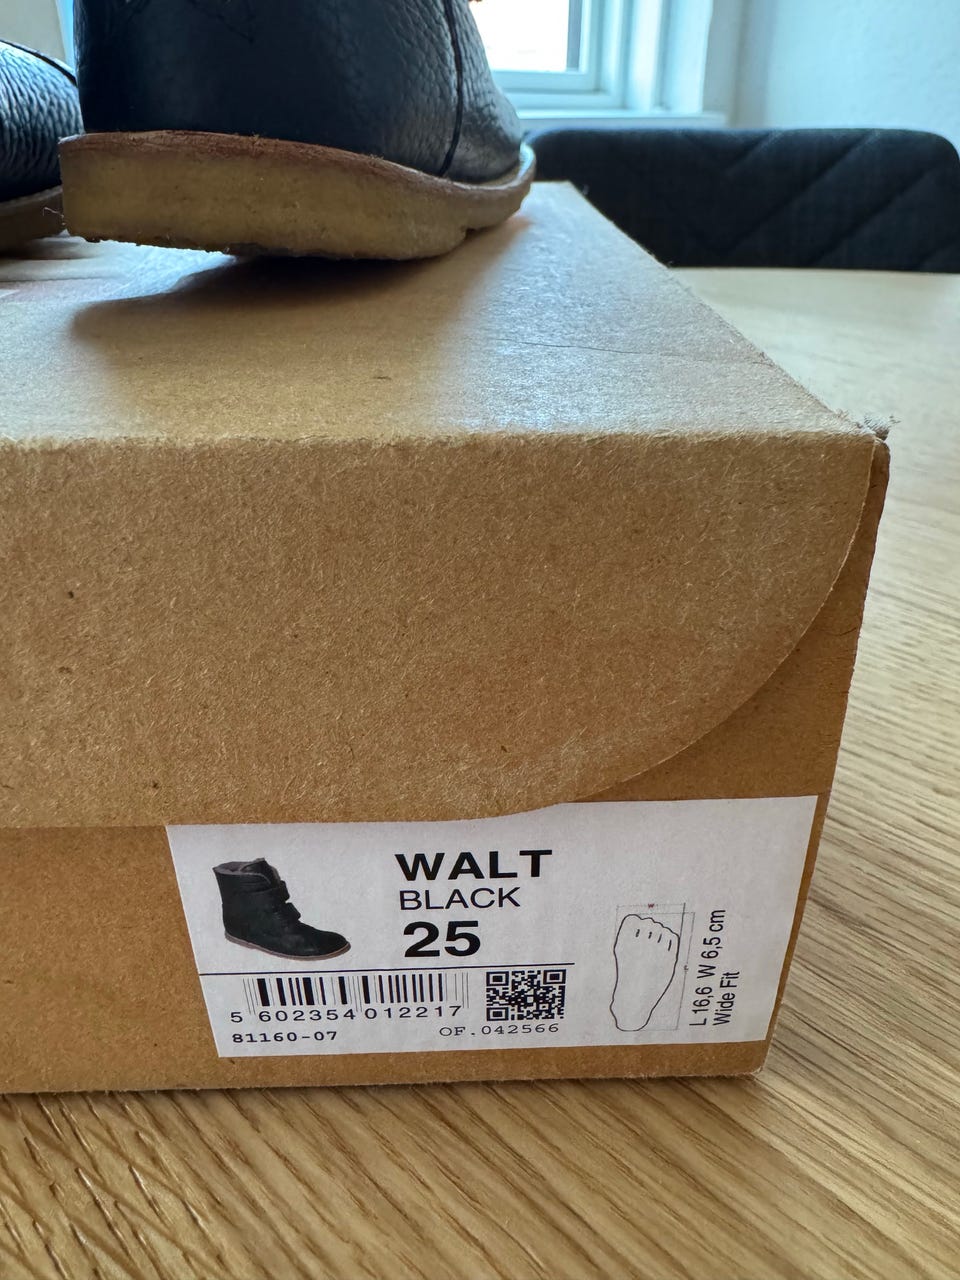 WALT
BLACK
25
5 602354 012217
81160-07
OF.042566
W
L 16,6 W 6,5 cm
Wide Fit